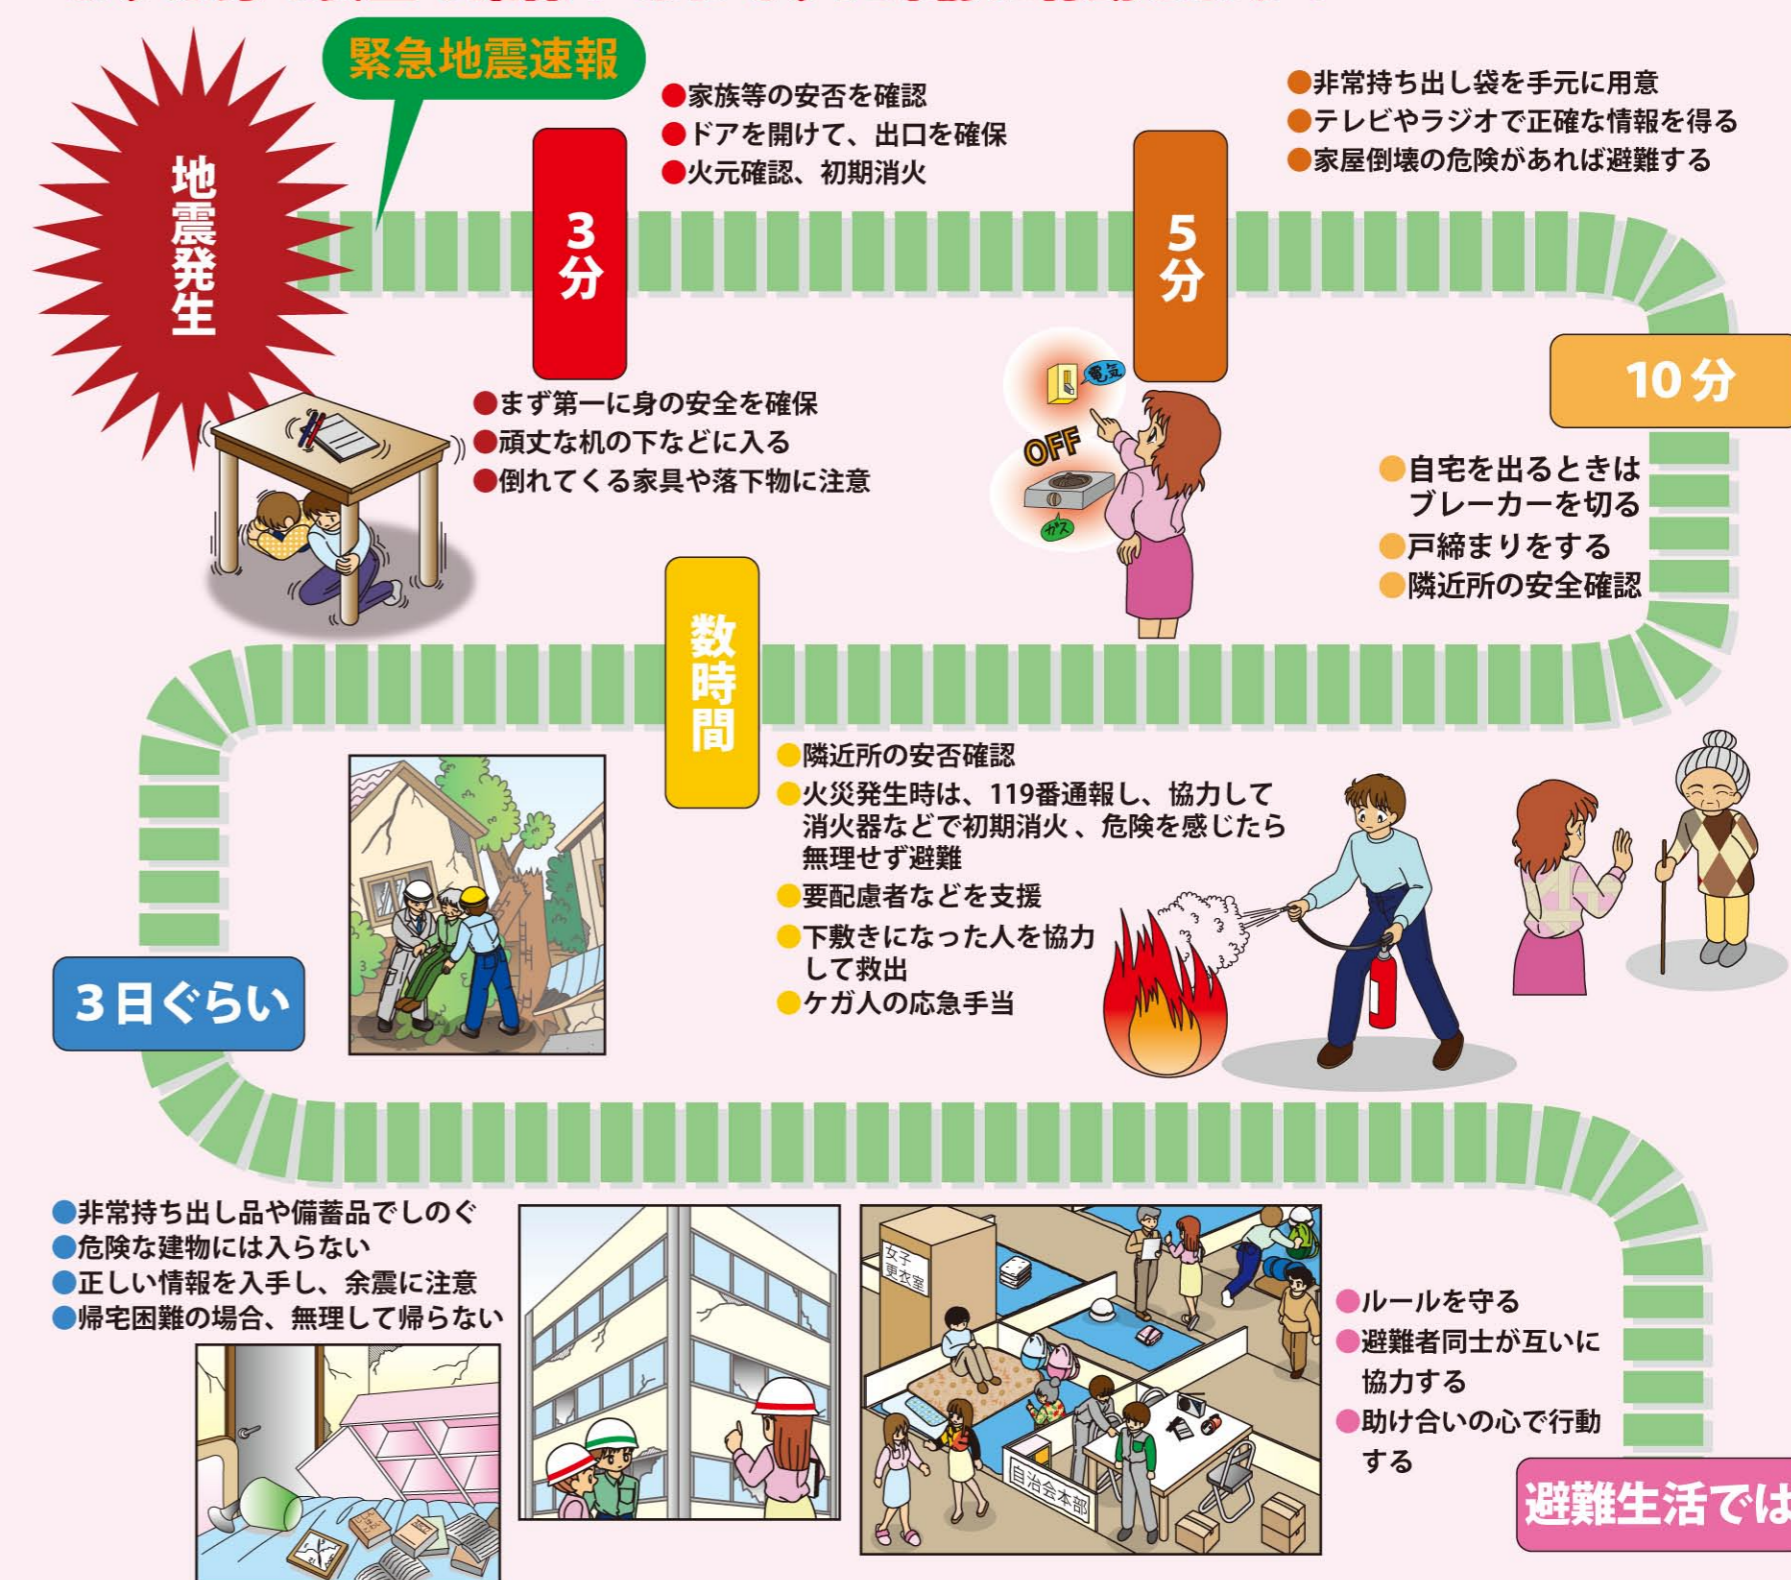 緊急地震速報
地震発生
●まず第一に身の安全を確保
●頑丈な机の下などに入る
●倒れてくる家具や落下物に注意
3分
●家族等の安否を確認
●ドアを開けて、出口を確保
●火元確認、初期消火
5分
●非常持ち出し袋を手元に用意
●テレビやラジオで正確な情報を得る
●家屋倒壊の危険があれば避難する
電気
OFF
ガス
10分
●自宅を出るときは
ブレーカーを切る
●戸締まりをする
●隣近所の安全確認
数時間
●隣近所の安否確認
●火災発生時は、119番通報し、協力して
消火器などで初期消火、危険を感じたら
無理せず避難
●要配慮者などを支援
●下敷きになった人を協力
して救出
●ケガ人の応急手当
3日ぐらい
●非常持ち出し品や備蓄品でしのぐ
●危険な建物には入らない
●正しい情報を入手し、余震に注意
●帰宅困難の場合、無理して帰らない
女子
更衣室
自治会本部
●ルールを守る
●避難者同士が互いに
協力する
●助け合いの心で行動
する
避難生活では